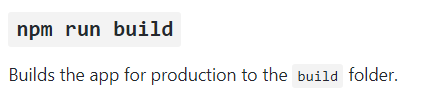 npm run build
Builds the app for production to the build folder.